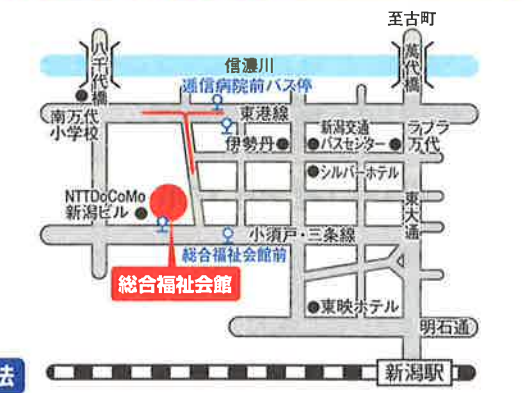 至古町
八千代橋
萬代橋
信濃川
逓信病院前バス停
東港線
南万代
小学校
伊勢丹
新潟交通
バスセンター
ラブラ
万代
シルバーホテル
NTTDoCoMo
新潟ビル
東大通
小須戸・三条線
総合福祉会館前
総合福祉会館
東映ホテル
明石通
新潟駅
法